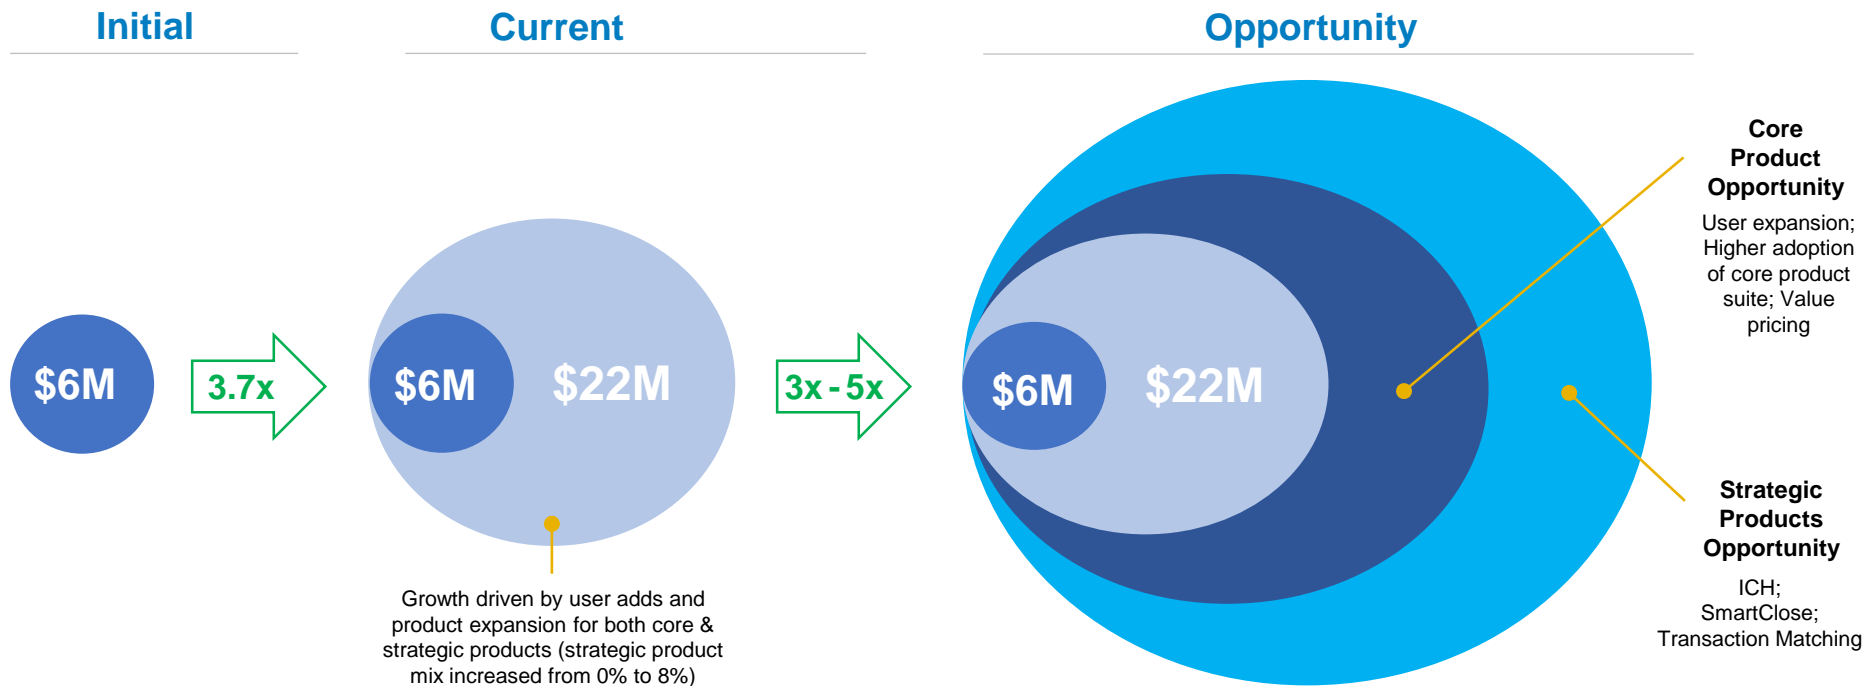 Initial
Current
Opportunity
$6M
3.7x
$6M
$22M
3x - 5x
$6M
$22M
Growth driven by user adds and
product expansion for both core &
strategic products (strategic product
mix increased from 0% to 8%)
Core
Product
Opportunity
User expansion;
Higher adoption
of core product
suite; Value
pricing
Strategic
Products
Opportunity
ICH;
SmartClose;
Transaction Matching